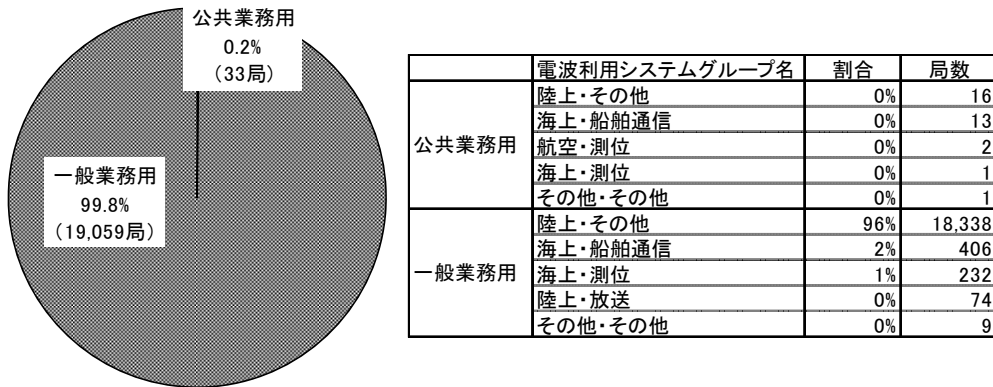 公共業務用
0.2%
（33局）
一般業務用
99.8%
（19,059局）
電波利用システムグループ名 割合 局数
公共業務用
陸上・その他 0% 16
海上・船舶通信 0% 13
航空・測位 0% 2
海上・測位 0% 1
その他・その他 0% 1
一般業務用
陸上・その他 96% 18,338
海上・船舶通信 2% 406
海上・測位 1% 232
陸上・放送 0% 74
その他・その他 0% 9